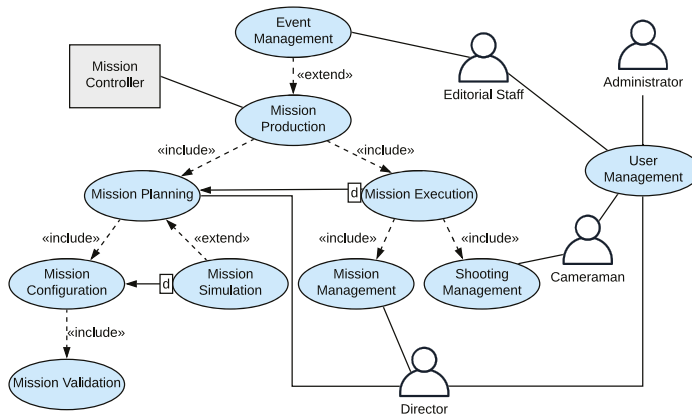 Event
Management
Mission
Controller
«extend»
Editorial Staff
Administrator
Mission
Production
«include»
«include»
User
Management
Mission Planning
d
Mission Execution
«include»
«extend»
«include»
«include»
Cameraman
Mission
Configuration
d
Mission
Simulation
Mission
Management
Shooting
Management
«include»
Mission Validation
Director